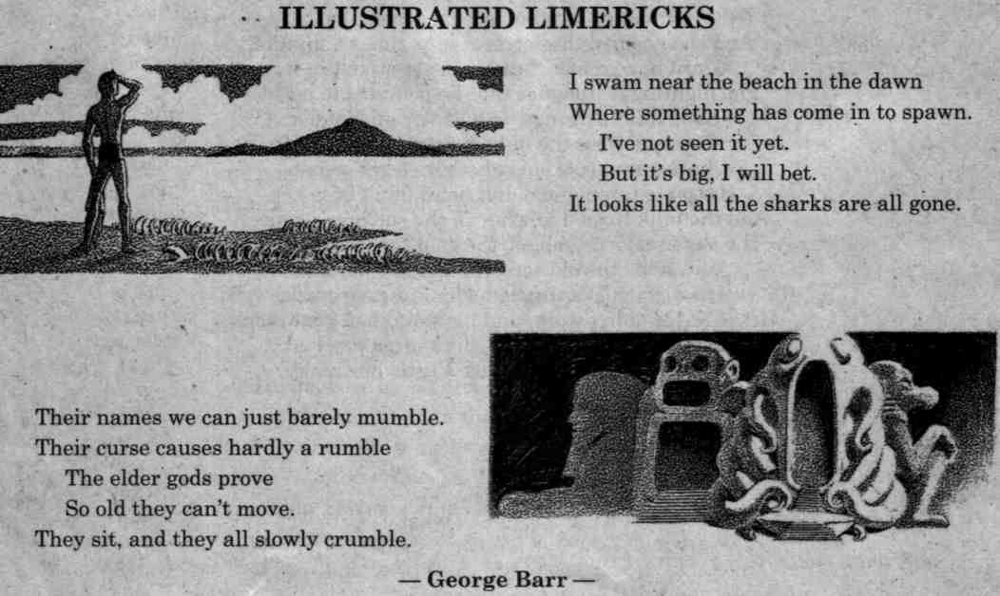 ILLUSTRATED LIMERICKS
I swam near the beach in the dawn
Where something has come in to spawn.
I've not seen it yet.
But it's big, I will bet.
It looks like all the sharks are all gone.
Their names we can just barely mumble.
Their curse causes hardly a rumble
The elder gods prove
So old they can't move.
They sit, and they all slowly crumble.
— George Barr —